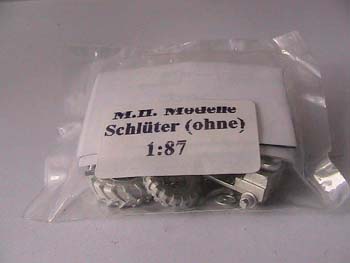 M.H. Modelle
Schlüter (ohne)
1:87